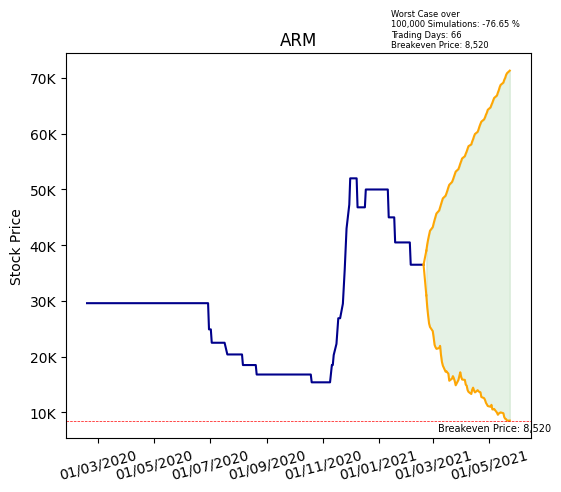 Worst Case over
100,000 Simulations: -76.65 %
Trading Days: 66
Breakeven Price: 8,520
ARM
Stock Price
70K
60K
50K
40K
30K
20K
10K
Breakeven Price: 8,520
01/03/2020
01/05/2020
01/07/2020
01/09/2020
01/11/2020
01/01/2021
01/03/2021
01/05/2021